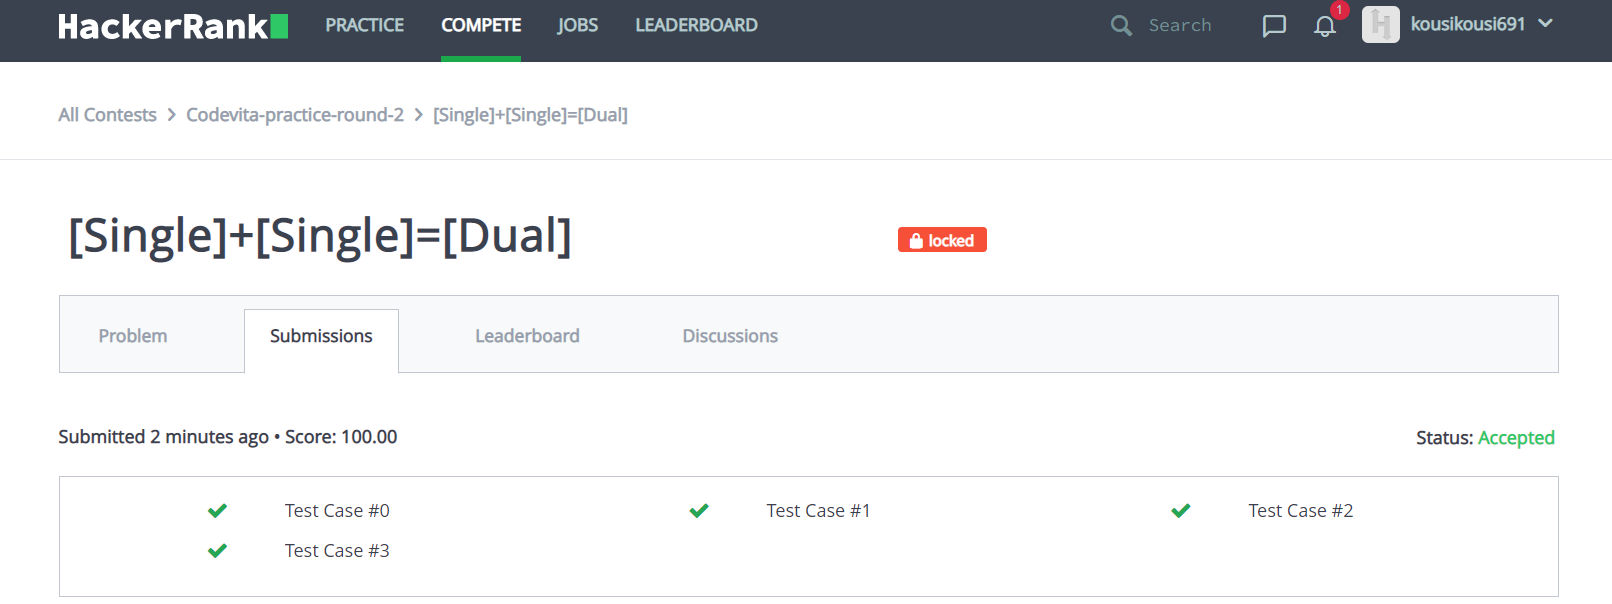 HackerRank PRACTICE COMPETE JOBS LEADERBOARD Search 1 kousikousi691
All Contests > Codevita-practice-round-2 > [Single]+[Single]=[Dual]
[Single]+[Single]=[Dual] locked
Problem Submissions Leaderboard Discussions
Submitted 2 minutes ago • Score: 100.00 Status: Accepted
Test Case #0 Test Case #1 Test Case #2
Test Case #3